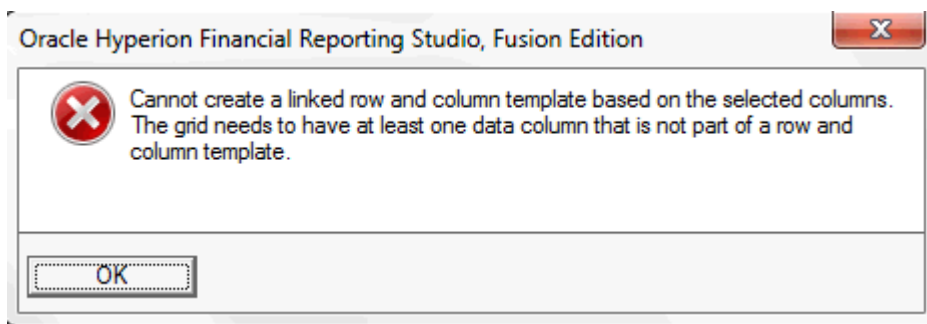 Oracle Hyperion Financial Reporting Studio, Fusion Edition
Cannot create a linked row and column template based on the selected columns.
The grid needs to have at least one data column that is not part of a row and
column template.
OK